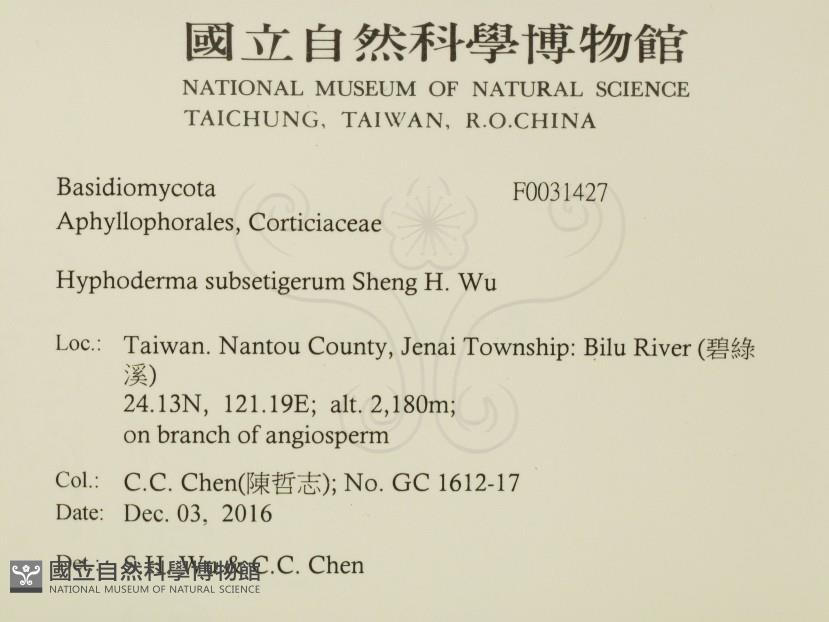 國立自然科學博物館
NATIONAL MUSEUM OF NATURAL SCIENCE
TAICHUNG, TAIWAN, R.O.CHINA
Basidiomycota F0031427
Aphyllophorales, Corticiaceae
Hyphoderma subsetigerum Sheng H. Wu
Loc.: Taiwan. Nantou County, Jenai Township: Bilu River (碧綠
溪)
24.13N, 121.19E; alt. 2,180m;
on branch of angiosperm
Col.: C.C. Chen(陳哲志); No. GC 1612-17
Date: Dec. 03, 2016
Det.: S.H. Wu & C.C. Chen
國立自然科學博物館
NATIONAL MUSEUM OF NATURAL SCIENCE